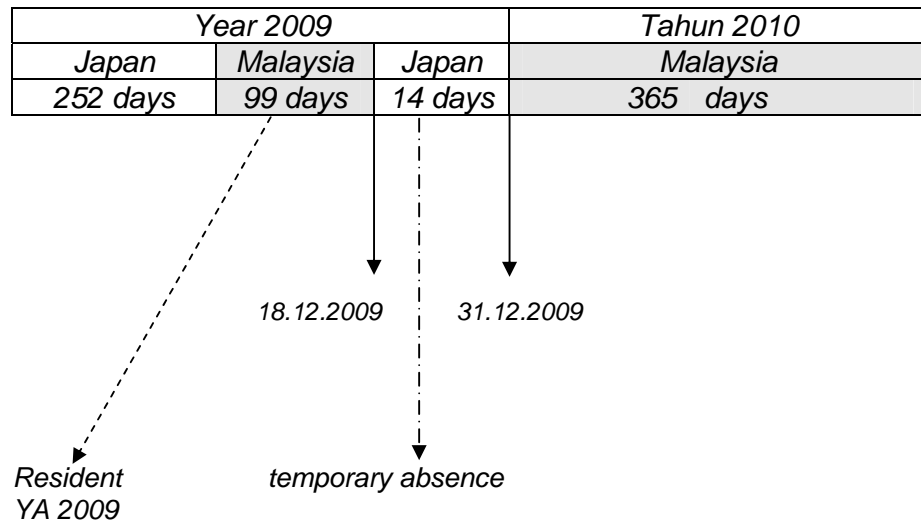 Year 2009 Tahun 2010
Japan Malaysia Japan Malaysia
252 days 99 days 14 days 365 days
18.12.2009 31.12.2009
Resident temporary absence
YA 2009